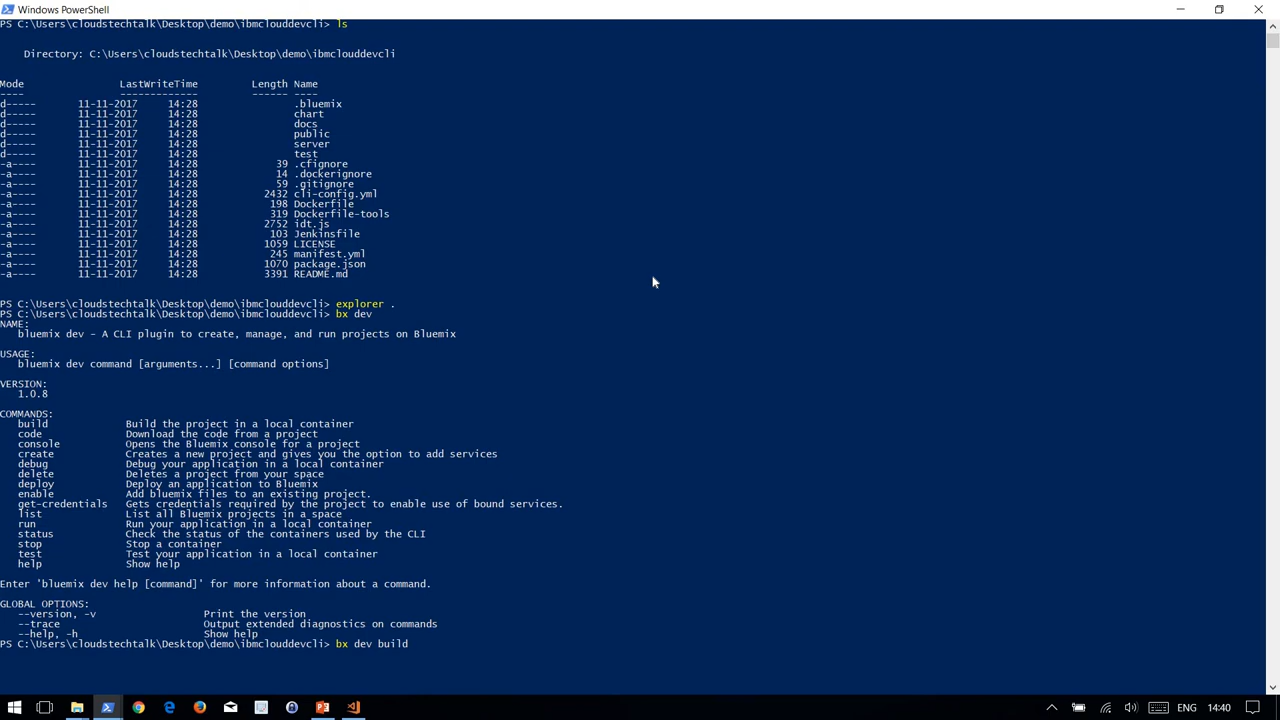 Windows PowerShell
PS C:\Users\cloudstechtalk\Desktop\demo\ibmclouddevcli> ls
Directory: C:\Users\cloudstechtalk\Desktop\demo\ibmclouddevcli
Mode LastWriteTime Length Name
---- ------------- ------ ----
d----- 11-11-2017 14:28 .bluemix
d----- 11-11-2017 14:28 chart
d----- 11-11-2017 14:28 docs
d----- 11-11-2017 14:28 public
d----- 11-11-2017 14:28 server
d----- 11-11-2017 14:28 test
-a---- 11-11-2017 14:28 39 .cfignore
-a---- 11-11-2017 14:28 14 .dockerignore
-a---- 11-11-2017 14:28 59 .gitignore
-a---- 11-11-2017 14:28 2432 cli-config.yml
-a---- 11-11-2017 14:28 198 Dockerfile
-a---- 11-11-2017 14:28 319 Dockerfile-tools
-a---- 11-11-2017 14:28 2752 idt.js
-a---- 11-11-2017 14:28 103 Jenkinsfile
-a---- 11-11-2017 14:28 1059 LICENSE
-a---- 11-11-2017 14:28 245 manifest.yml
-a---- 11-11-2017 14:28 1070 package.json
-a---- 11-11-2017 14:28 3391 README.md
PS C:\Users\cloudstechtalk\Desktop\demo\ibmclouddevcli> explorer .
PS C:\Users\cloudstechtalk\Desktop\demo\ibmclouddevcli> bx dev
NAME:
bluemix dev - A CLI plugin to create, manage, and run projects on Bluemix
USAGE:
bluemix dev command [arguments...] [command options]
VERSION:
1.0.8
COMMANDS:
build Build the project in a local container
code Download the code from a project
console Opens the Bluemix console for a project
create Creates a new project and gives you the option to add services
debug Debug your application in a local container
delete Deletes a project from your space
deploy Deploy an application to Bluemix
enable Add bluemix files to an existing project.
get-credentials Gets credentials required by the project to enable use of bound services.
list List all Bluemix projects in a space
run Run your application in a local container
status Check the status of the containers used by the CLI
stop Stop a container
test Test your application in a local container
help Show help
Enter 'bluemix dev help [command]' for more information about a command.
GLOBAL OPTIONS:
--version, -v Print the version
--trace Output extended diagnostics on commands
--help, -h Show help
PS C:\Users\cloudstechtalk\Desktop\demo\ibmclouddevcli> bx dev build
ENG 14:40